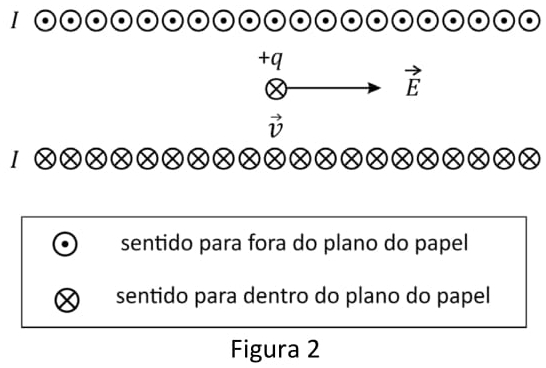 I
+q
E
v
I
sentido para fora do plano do papel
sentido para dentro do plano do papel
Figura 2